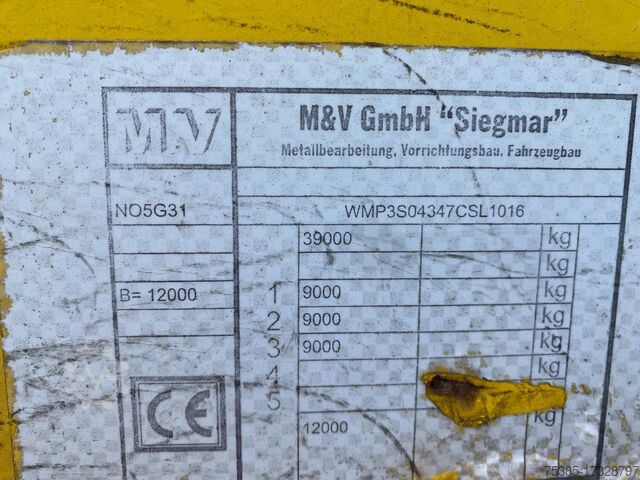 MV
M&V GmbH "Siegmar"
Metallbearbeitung, Vorrichtungsbau, Fahrzeugbau
NO5G31 WMP3S04347CSL1016
39000 kg
kg
B= 12000 1 9000 kg
2 9000 kg
3 9000 kg
4 kg
5
12000 kg
CE
75385-17328797